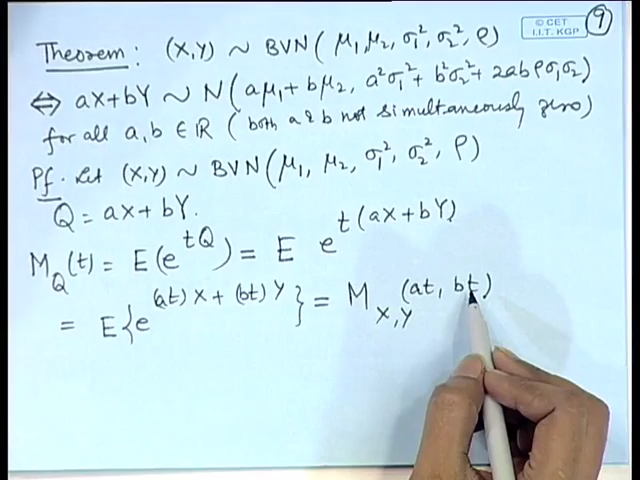 © CET
I.I.T. KGP
9
Theorem: (X,Y) ~ BVN(μ₁,μ₂, σ₁², σ₂², ρ)
⇔ aX+bY ~ N(aμ₁+bμ₂, a²σ₁²+b²σ₂²+2abρσ₁σ₂)
for all a,b ∈ ℝ (both a & b not simultaneously zero)
Pf. Let (X,Y) ~ BVN(μ₁, μ₂, σ₁², σ₂², ρ)
Q = aX+bY.
M_Q(t) = E(e^{tQ}) = E e^{t(aX+bY)}
= E{e^{(at)X+(bt)Y}} = M_{X,Y}(at, bt)